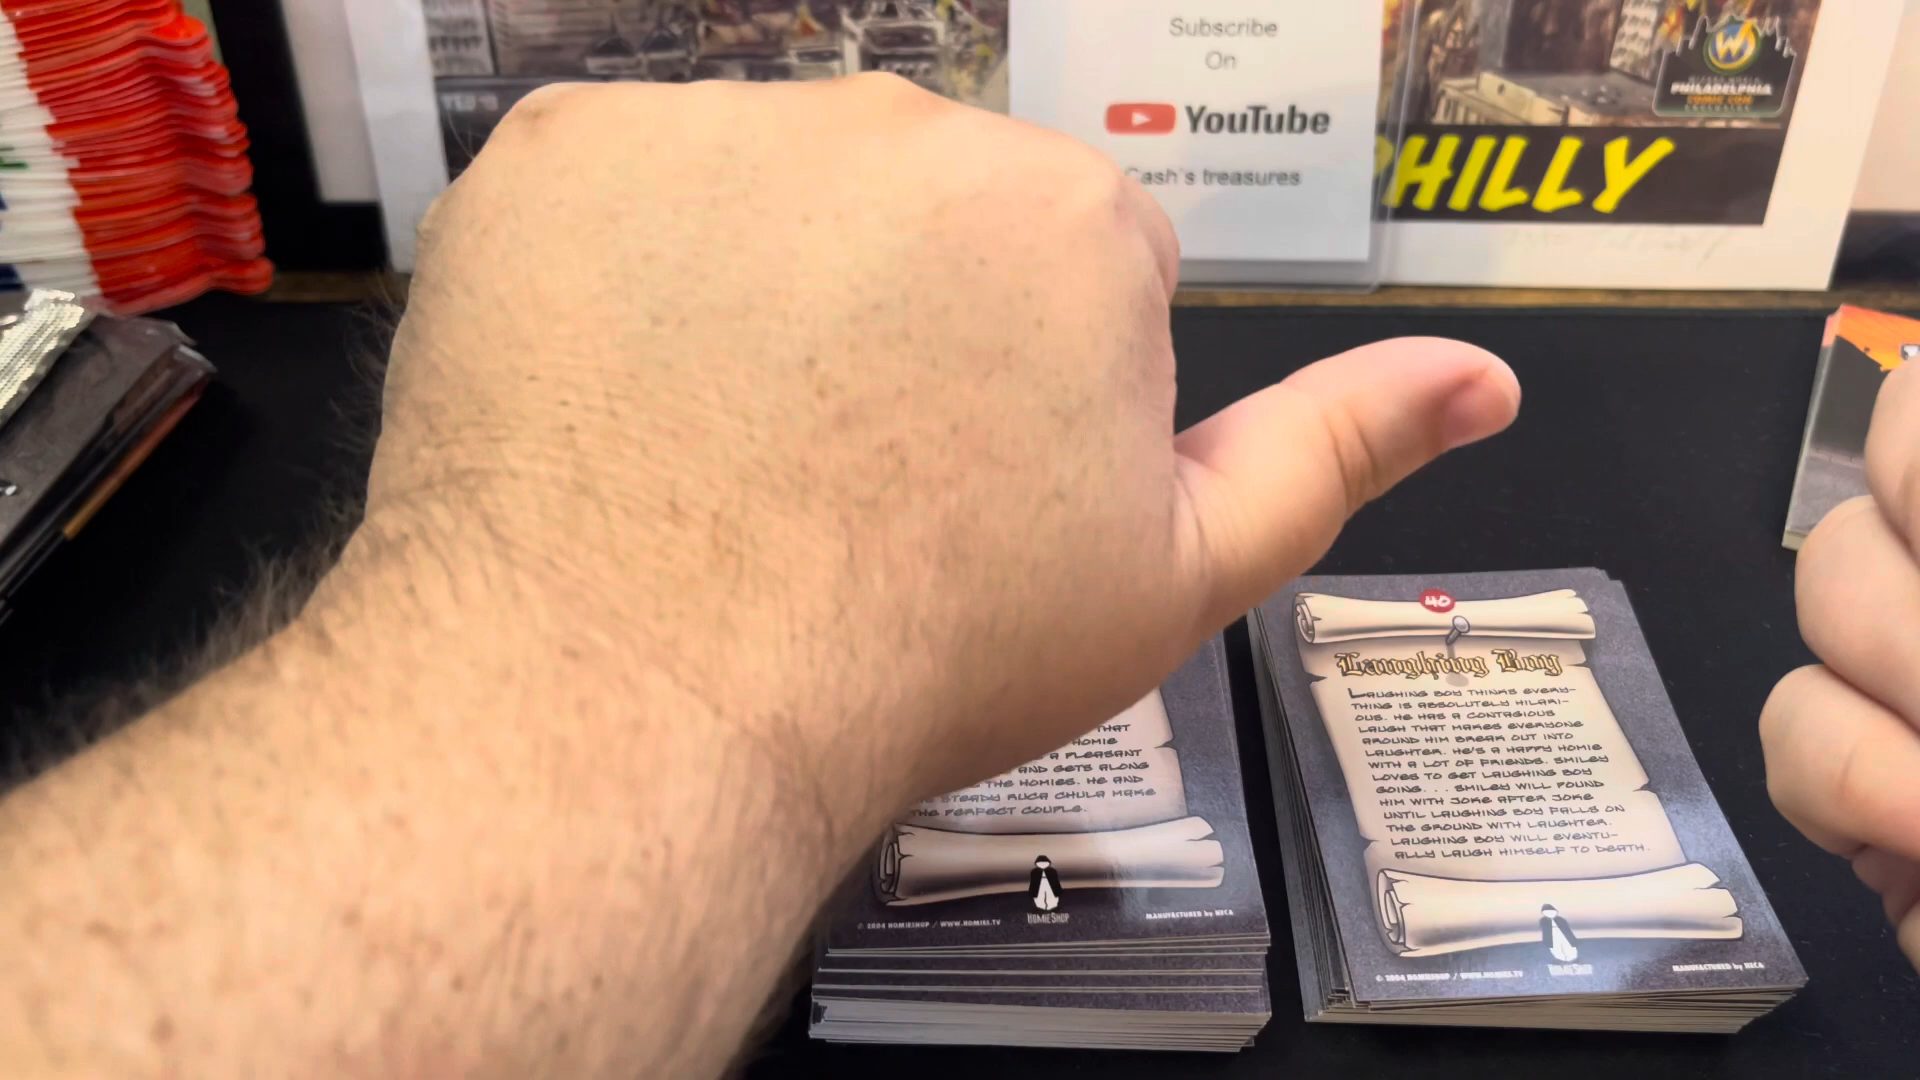 Subscribe
On
YouTube
Cash's treasures
W
PHILADELPHIA
COMIC CON
HILLY
40
Laughing Boy
LAUGHING BOY THINKS EVERY-
THING IS ABSOLUTELY HILARI-
OUS. HE HAS A CONTAGIOUS
LAUGH THAT MAKES EVERYONE
AROUND HIM BREAK OUT INTO
LAUGHTER. HE'S A HAPPY HOMIE
WITH A LOT OF FRIENDS. SMILEY
LOVES TO GET LAUGHING BOY
GOING. . . SMILEY WILL POUND
HIM WITH JOKE AFTER JOKE
UNTIL LAUGHING BOY FALLS ON
THE GROUND WITH LAUGHTER.
LAUGHING BOY WILL EVENTU-
ALLY LAUGH HIMSELF TO DEATH.
HOMIESHOP
© 2004 HOMIESHOP / WWW.HOMIES.TV
MANUFACTURED by NECA
THAT
HOMIE
A PLEASANT
AND GETS ALONG
THE HOMIES. HE AND
STEADY RUCA CHULA MAKE
THE PERFECT COUPLE.
HOMIESHOP
© 2004 HOMIESHOP / WWW.HOMIES.TV
MANUFACTURED by NECA